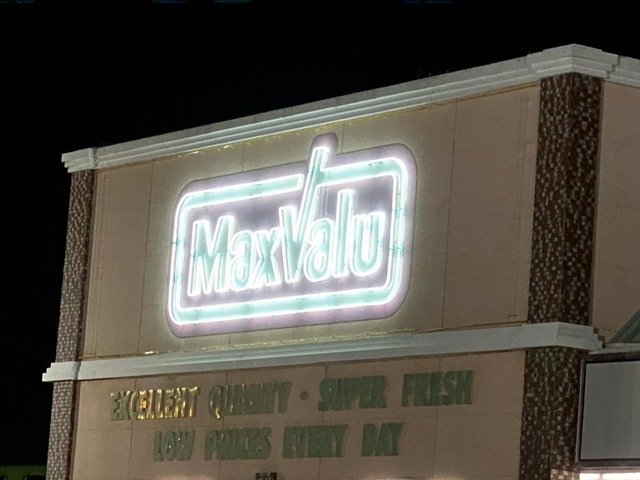 MaxValu
EXCELLENT QUALITY · SUPER FRESH
LOW PRICES EVERY DAY